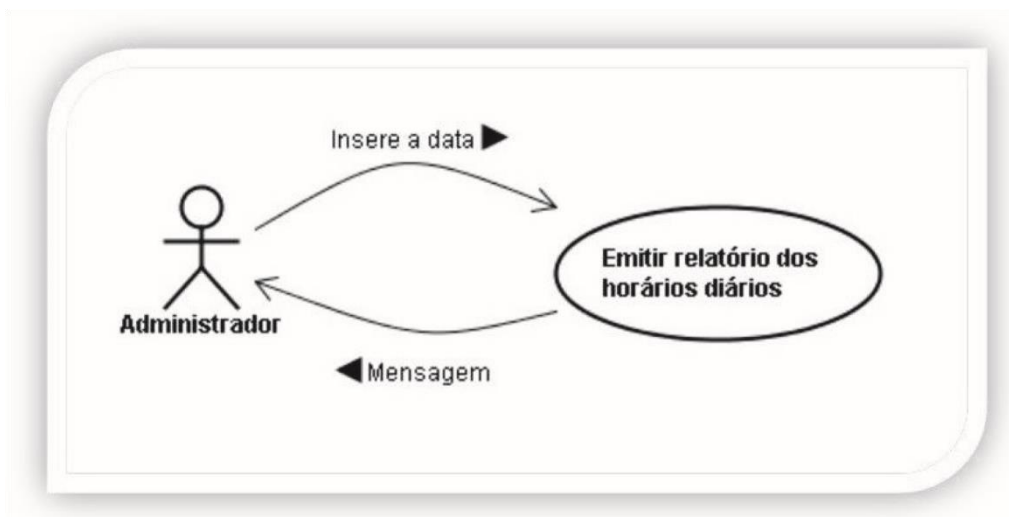 Insere a data
Emitir relatório dos
horários diários
Administrador
Mensagem